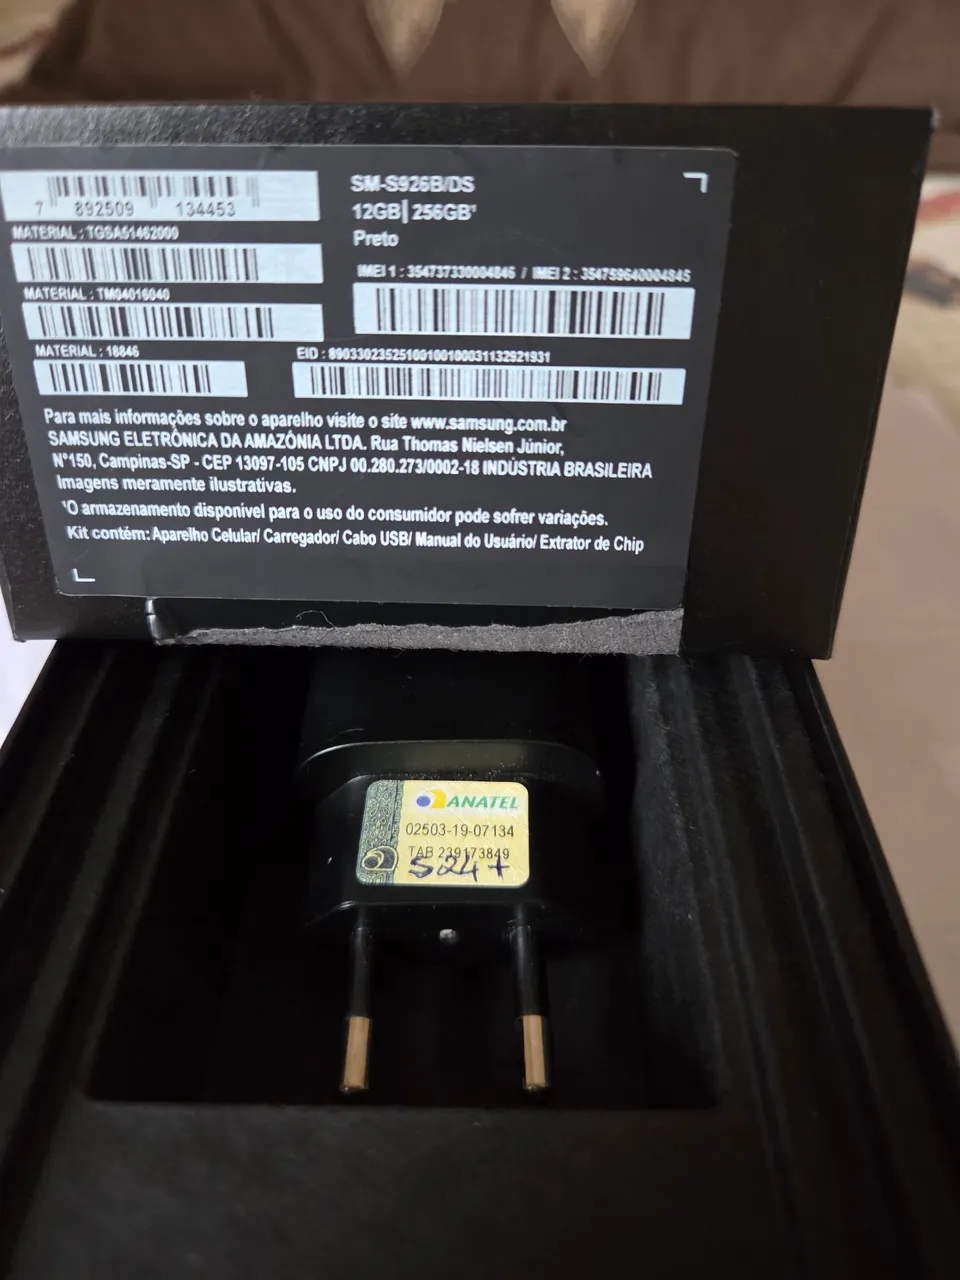 7 892509 134453
MATERIAL : TGSA51462000
MATERIAL : TM04016040
MATERIAL : 18846
SM-S926B/DS
12GB| 256GB¹
Preto
IMEI 1 : 354737330004846 / IMEI 2 : 354759640004845
EID : 89033023525100100100031132921931
Para mais informações sobre o aparelho visite o site www.samsung.com.br
SAMSUNG ELETRÔNICA DA AMAZÔNIA LTDA. Rua Thomas Nielsen Júnior,
N°150, Campinas-SP - CEP 13097-105 CNPJ 00.280.273/0002-18 INDÚSTRIA BRASILEIRA
Imagens meramente ilustrativas.
¹O armazenamento disponível para o uso do consumidor pode sofrer variações.
Kit contém: Aparelho Celular/ Carregador/ Cabo USB/ Manual do Usuário/ Extrator de Chip
ANATEL
02503-19-07134
TAB 239173849
S24+